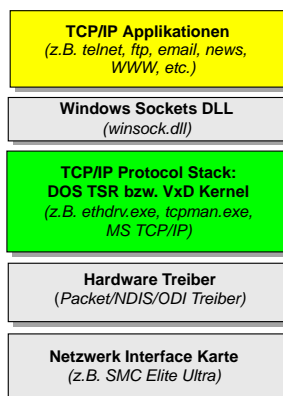 TCP/IP Applikationen
(z.B. telnet, ftp, email, news,
WWW, etc.)
Windows Sockets DLL
(winsock.dll)
TCP/IP Protocol Stack:
DOS TSR bzw. VxD Kernel
(z.B. ethdrv.exe, tcpman.exe,
MS TCP/IP)
Hardware Treiber
(Packet/NDIS/ODI Treiber)
Netzwerk Interface Karte
(z.B. SMC Elite Ultra)